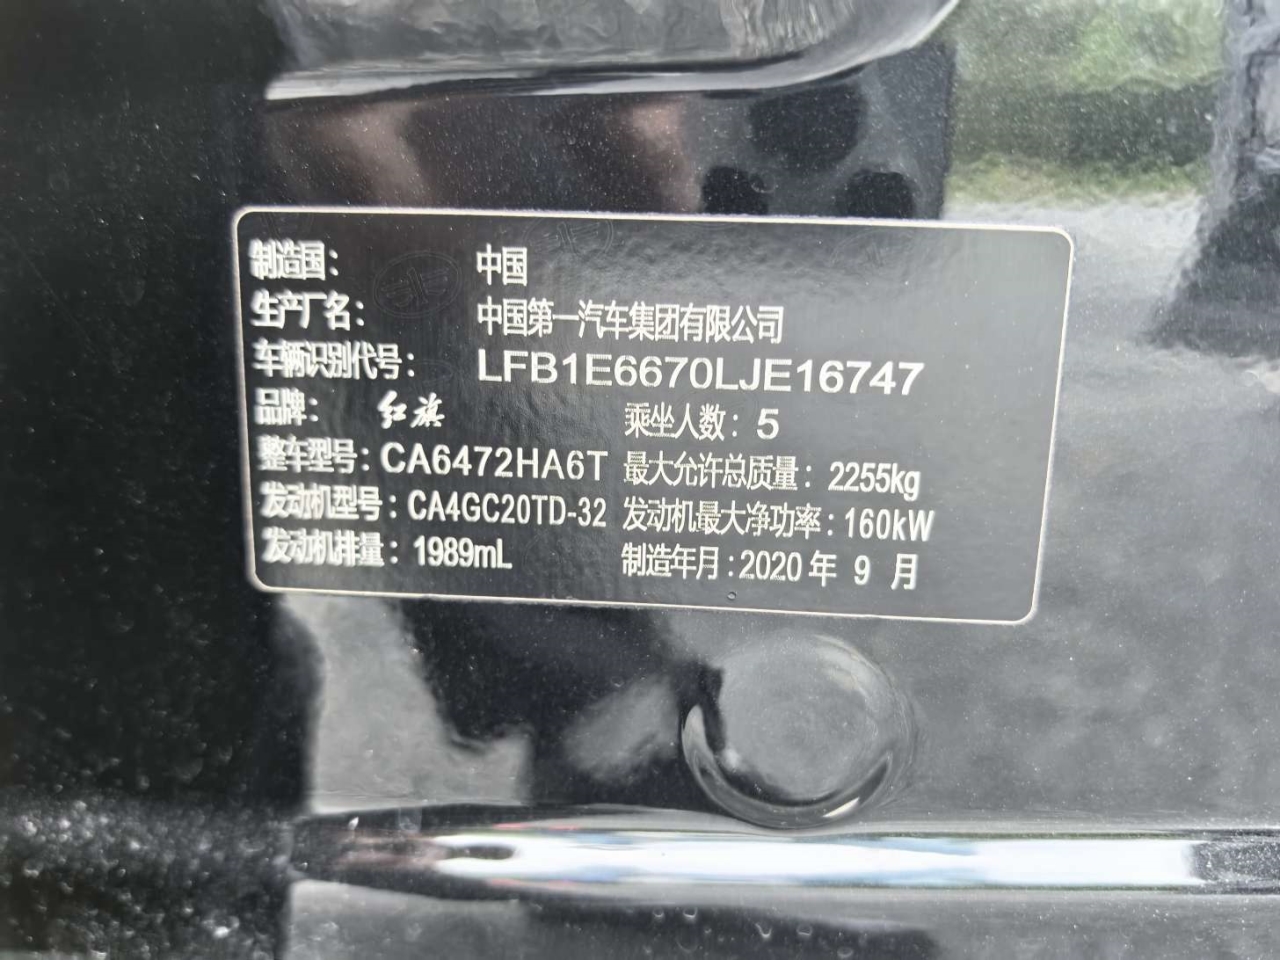 制造国： 中国
生产厂名： 中国第一汽车集团有限公司
车辆识别代号： LFB1E6670LJE16747
品牌： 红旗 乘坐人数：5
整车型号：CA6472HA6T 最大允许总质量：2255kg
发动机型号：CA4GC20TD-32 发动机最大净功率：160kW
发动机排量：1989mL 制造年月：2020年 9 月